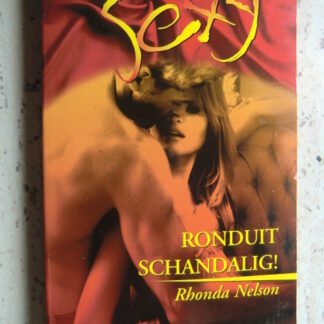 Sexy
RONDUIT
SCHANDALIG!
Rhonda Nelson